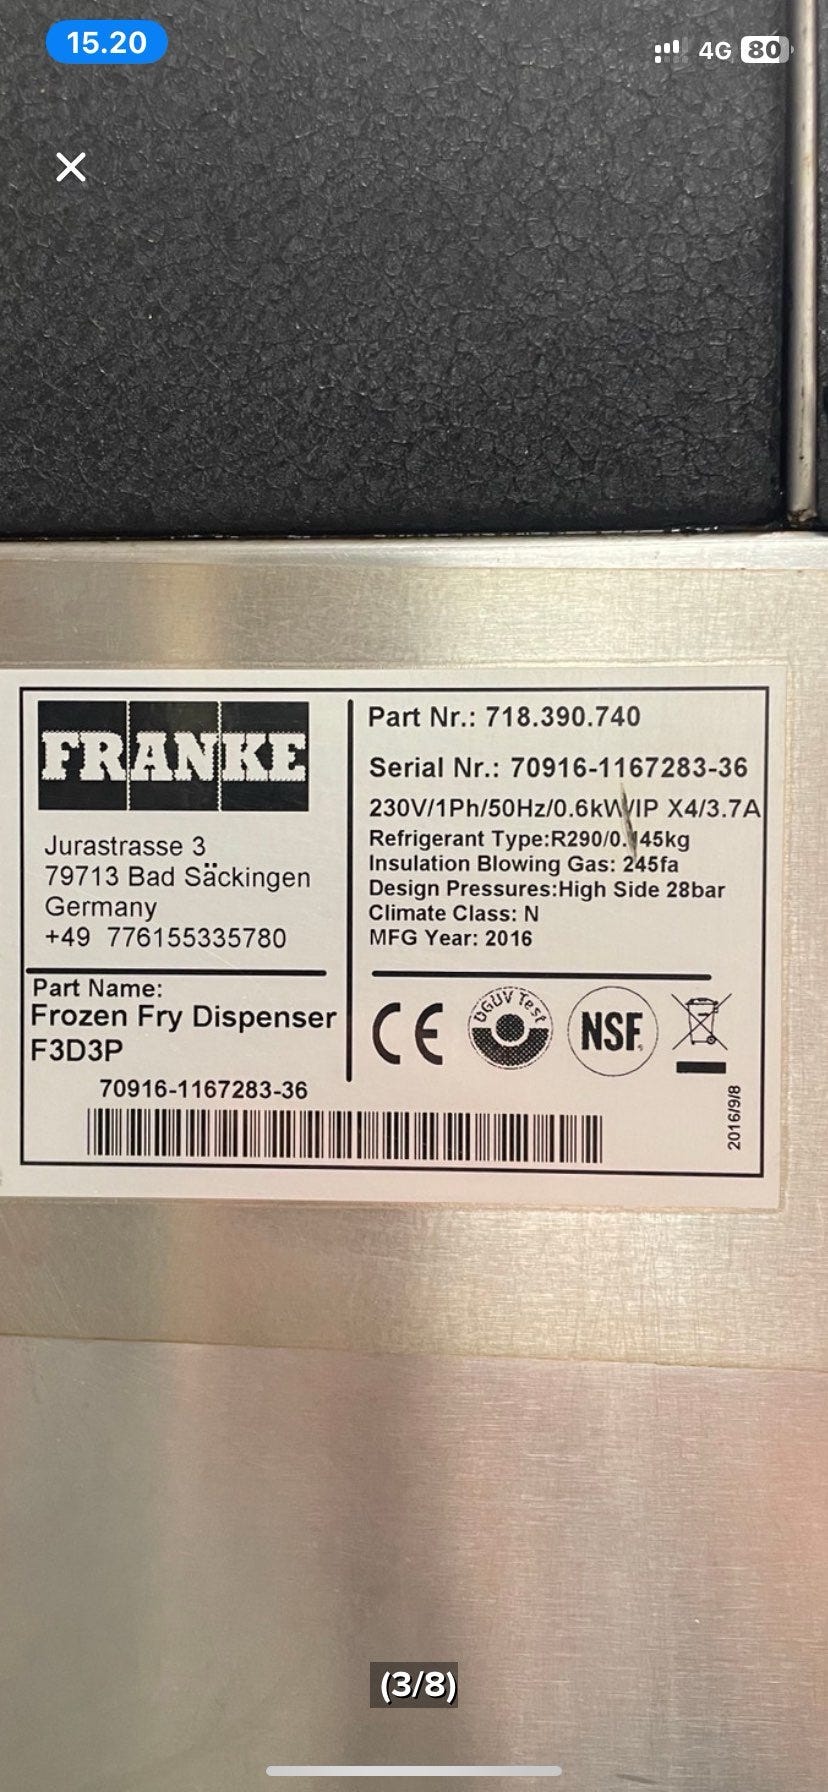 15.20
4G 80
FRANKE
Jurastrasse 3
79713 Bad Säckingen
Germany
+49 776155335780
Part Name:
Frozen Fry Dispenser
F3D3P
70916-1167283-36
Part Nr.: 718.390.740
Serial Nr.: 70916-1167283-36
230V/1Ph/50Hz/0.6kW/IP X4/3.7A
Refrigerant Type:R290/0.145kg
Insulation Blowing Gas: 245fa
Design Pressures:High Side 28bar
Climate Class: N
MFG Year: 2016
CE
DGUV Test
NSF
2016/9/8
(3/8)